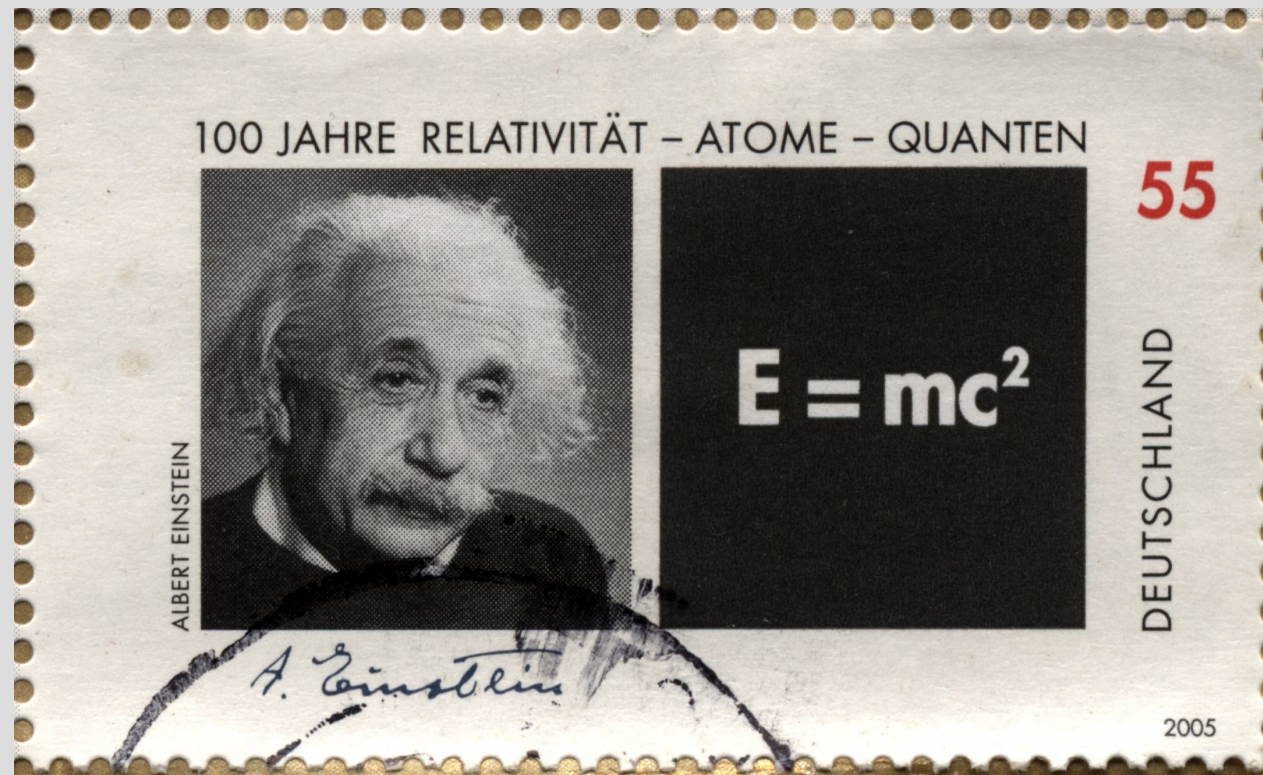 100 JAHRE RELATIVITÄT – ATOME – QUANTEN
55
ALBERT EINSTEIN
E = mc²
DEUTSCHLAND
A. Einstein
2005